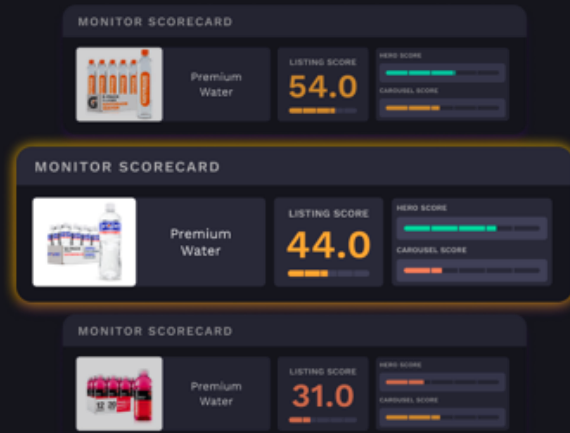 MONITOR SCORECARD
Premium
Water
LISTING SCORE
54.0
HERO SCORE
CAROUSEL SCORE
MONITOR SCORECARD
Premium
Water
LISTING SCORE
44.0
HERO SCORE
CAROUSEL SCORE
MONITOR SCORECARD
Premium
Water
LISTING SCORE
31.0
HERO SCORE
CAROUSEL SCORE